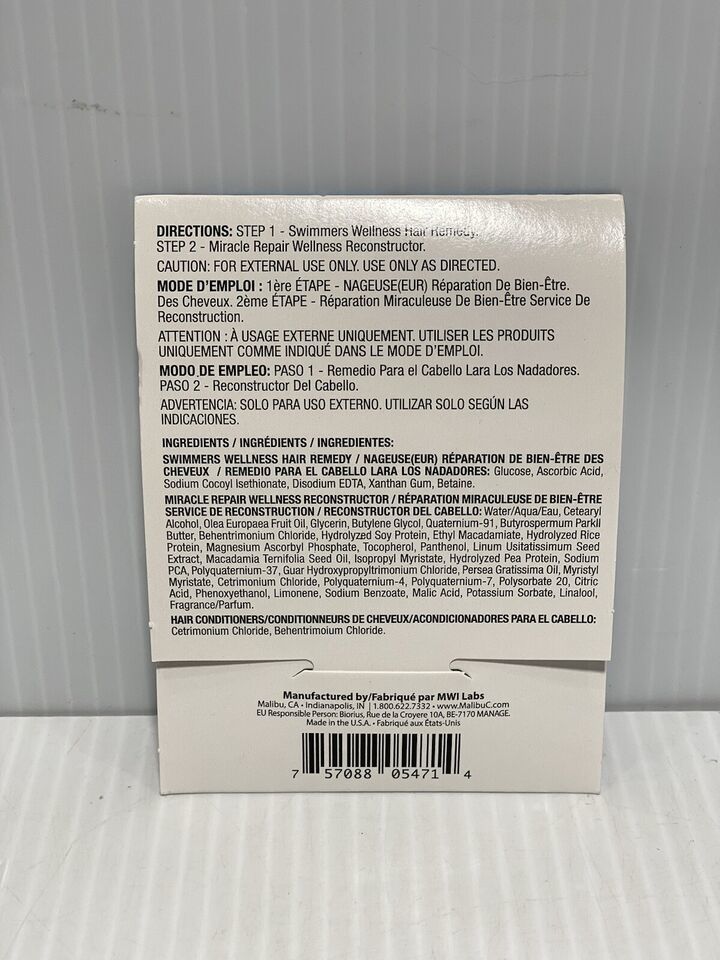 DIRECTIONS: STEP 1 - Swimmers Wellness Hair Remedy.
STEP 2 - Miracle Repair Wellness Reconstructor.
CAUTION: FOR EXTERNAL USE ONLY. USE ONLY AS DIRECTED.
MODE D'EMPLOI : 1ère ÉTAPE - NAGEUSE(EUR) Réparation De Bien-Être.
Des Cheveux. 2ème ÉTAPE - Réparation Miraculeuse De Bien-Être Service De
Reconstruction.
ATTENTION : À USAGE EXTERNE UNIQUEMENT. UTILISER LES PRODUITS
UNIQUEMENT COMME INDIQUÉ DANS LE MODE D'EMPLOI.
MODO DE EMPLEO: PASO 1 - Remedio Para el Cabello Lara Los Nadadores.
PASO 2 - Reconstructor Del Cabello.
ADVERTENCIA: SOLO PARA USO EXTERNO. UTILIZAR SOLO SEGÚN LAS
INDICACIONES.
INGREDIENTS / INGRÉDIENTS / INGREDIENTES:
SWIMMERS WELLNESS HAIR REMEDY / NAGEUSE(EUR) RÉPARATION DE BIEN-ÊTRE DES
CHEVEUX / REMEDIO PARA EL CABELLO LARA LOS NADADORES: Glucose, Ascorbic Acid,
Sodium Cocoyl Isethionate, Disodium EDTA, Xanthan Gum, Betaine.
MIRACLE REPAIR WELLNESS RECONSTRUCTOR / RÉPARATION MIRACULEUSE DE BIEN-ÊTRE
SERVICE DE RECONSTRUCTION / RECONSTRUCTOR DEL CABELLO: Water/Aqua/Eau, Cetearyl
Alcohol, Olea Europaea Fruit Oil, Glycerin, Butylene Glycol, Quaternium-91, Butyrospermum Parkll
Butter, Behentrimonium Chloride, Hydrolyzed Soy Protein, Ethyl Macadamiate, Hydrolyzed Rice
Protein, Magnesium Ascorbyl Phosphate, Tocopherol, Panthenol, Linum Usitatissimum Seed
Extract, Macadamia Ternifolia Seed Oil, Isopropyl Myristate, Hydrolyzed Pea Protein, Sodium
PCA, Polyquaternium-37, Guar Hydroxypropyltrimonium Chloride, Persea Gratissima Oil, Myristyl
Myristate, Cetrimonium Chloride, Polyquaternium-4, Polyquaternium-7, Polysorbate 20, Citric
Acid, Phenoxyethanol, Limonene, Sodium Benzoate, Malic Acid, Potassium Sorbate, Linalool,
Fragrance/Parfum.
HAIR CONDITIONERS/CONDITIONNEURS DE CHEVEUX/ACONDICIONADORES PARA EL CABELLO:
Cetrimonium Chloride, Behentrimoium Chloride.
Manufactured by/Fabriqué par MWI Labs
Malibu, CA • Indianapolis, IN | 1.800.622.7332 • www.MalibuC.com
EU Responsible Person: Biorius, Rue de la Croyere 10A, BE-7170 MANAGE.
Made in the U.S.A. • Fabriqué aux États-Unis
7 57088 05471 4